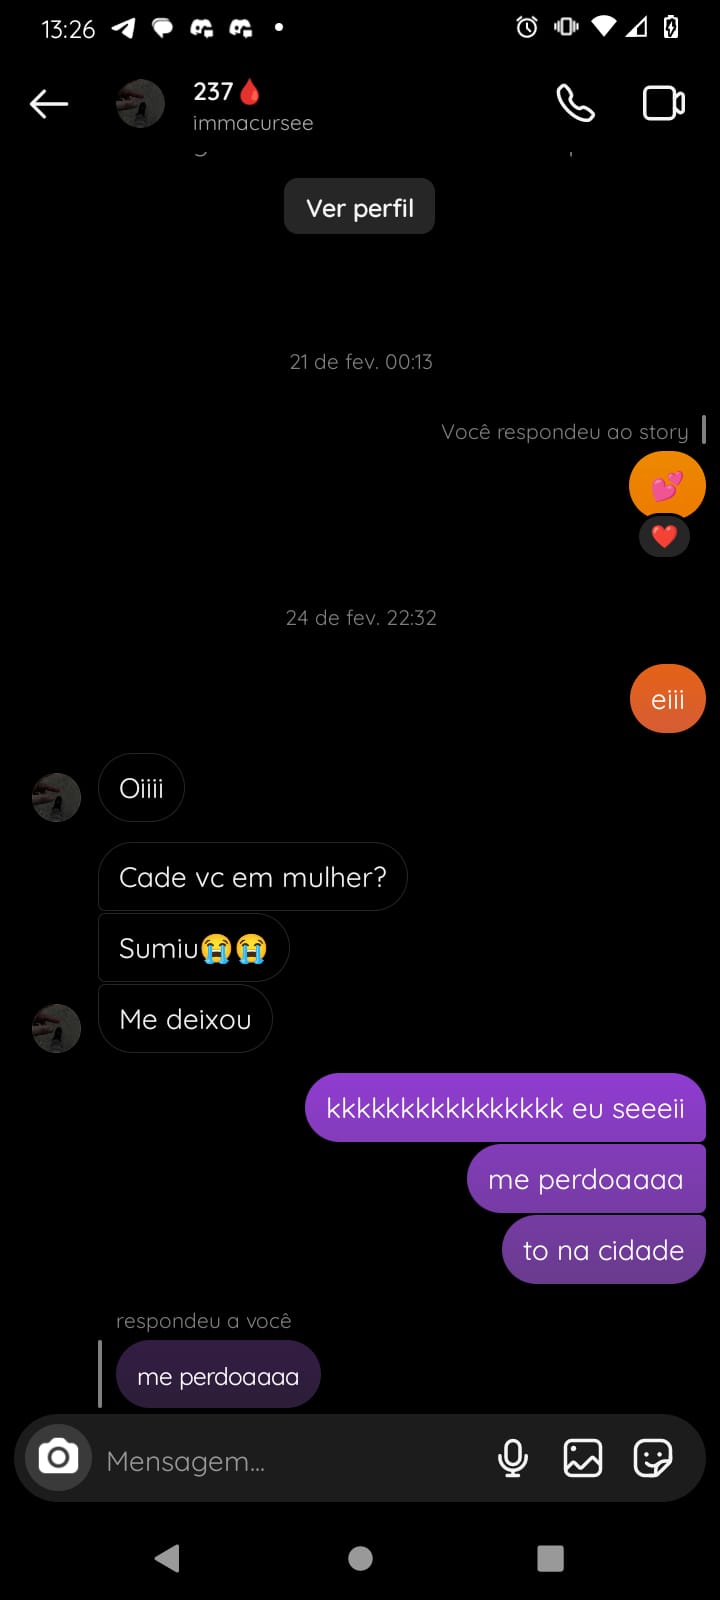 13:26
237🩸
immacursee
Ver perfil
21 de fev. 00:13
Você respondeu ao story
💕
❤️
24 de fev. 22:32
eiii
Oiiii
Cade vc em mulher?
Sumiu😭😭
Me deixou
kkkkkkkkkkkkkkkk eu seeeii
me perdoaaaa
to na cidade
respondeu a você
me perdoaaaa
Mensagem...